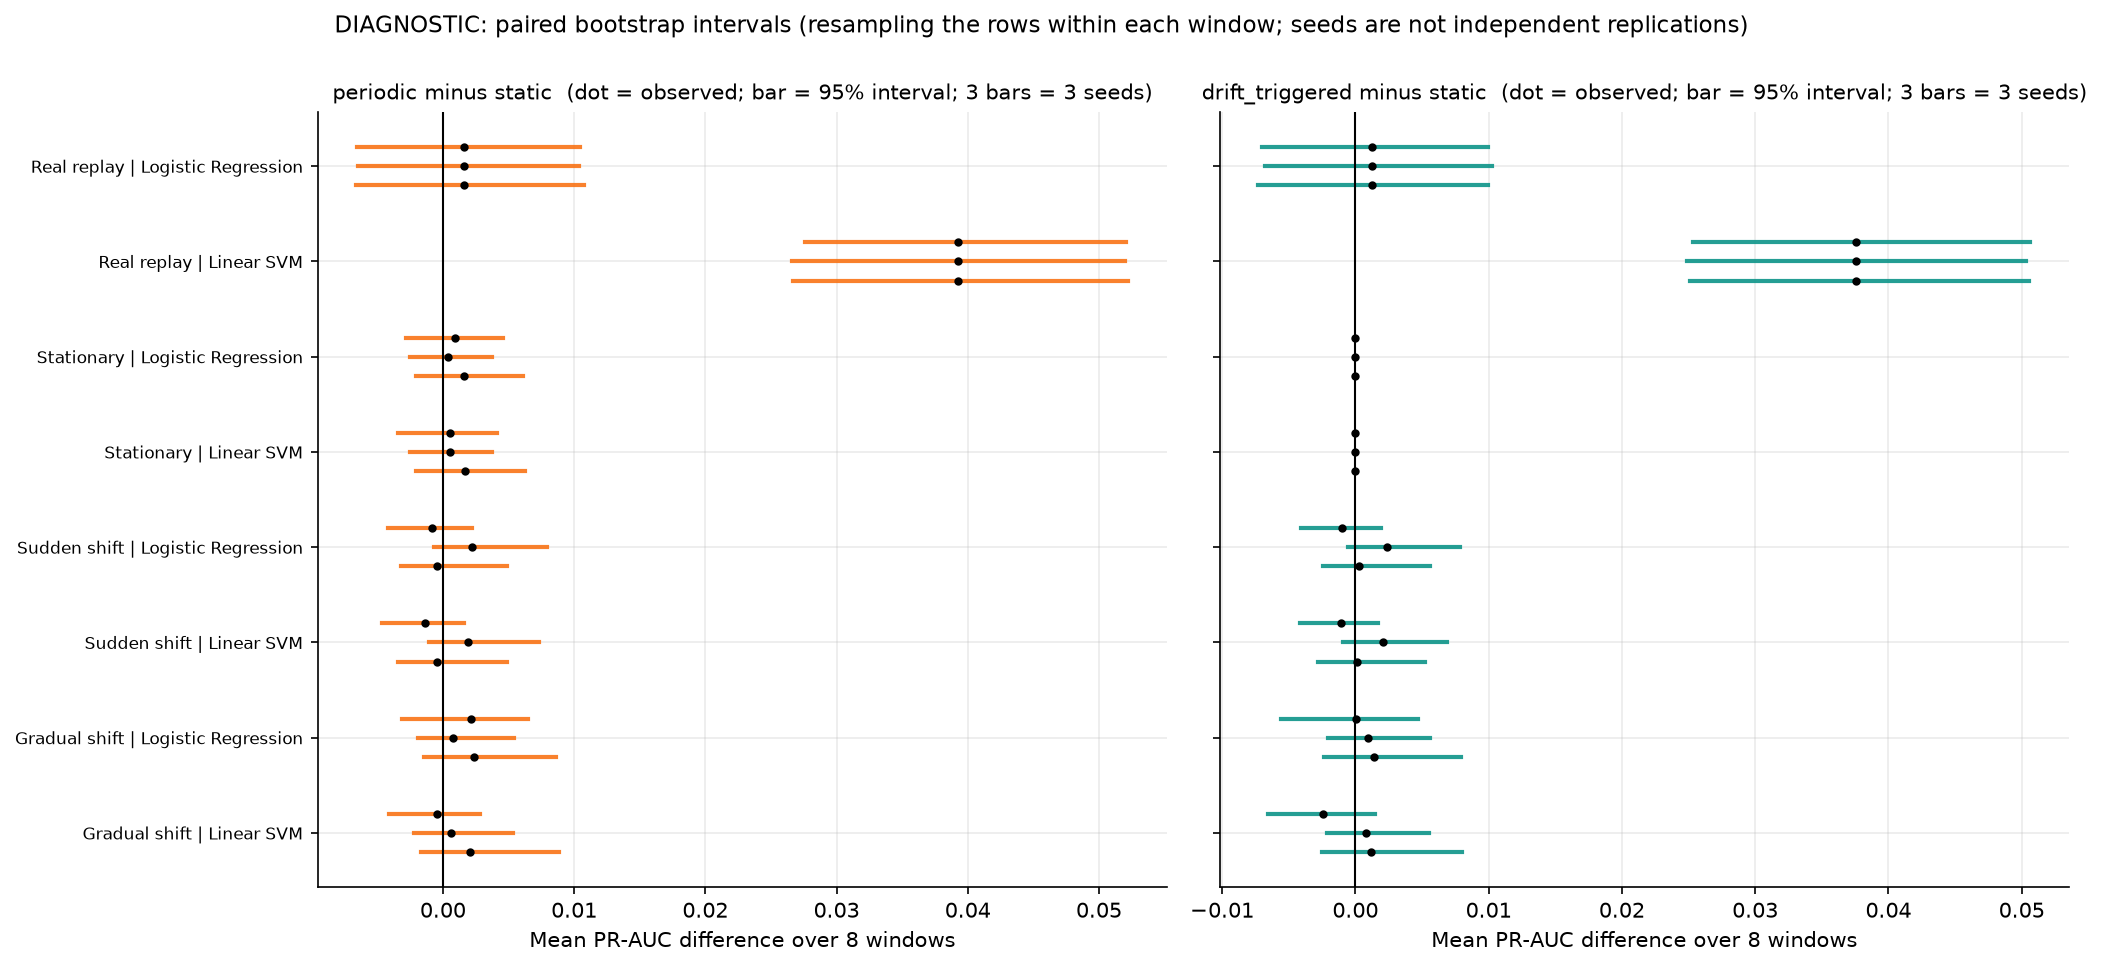 DIAGNOSTIC: paired bootstrap intervals (resampling the rows within each window; seeds are not independent replications)
periodic minus static  (dot = observed; bar = 95% interval; 3 bars = 3 seeds)
drift_triggered minus static  (dot = observed; bar = 95% interval; 3 bars = 3 seeds)
Real replay | Logistic Regression
Real replay | Linear SVM
Stationary | Logistic Regression
Stationary | Linear SVM
Sudden shift | Logistic Regression
Sudden shift | Linear SVM
Gradual shift | Logistic Regression
Gradual shift | Linear SVM
0.00 0.01 0.02 0.03 0.04 0.05
Mean PR-AUC difference over 8 windows
−0.01 0.00 0.01 0.02 0.03 0.04 0.05
Mean PR-AUC difference over 8 windows